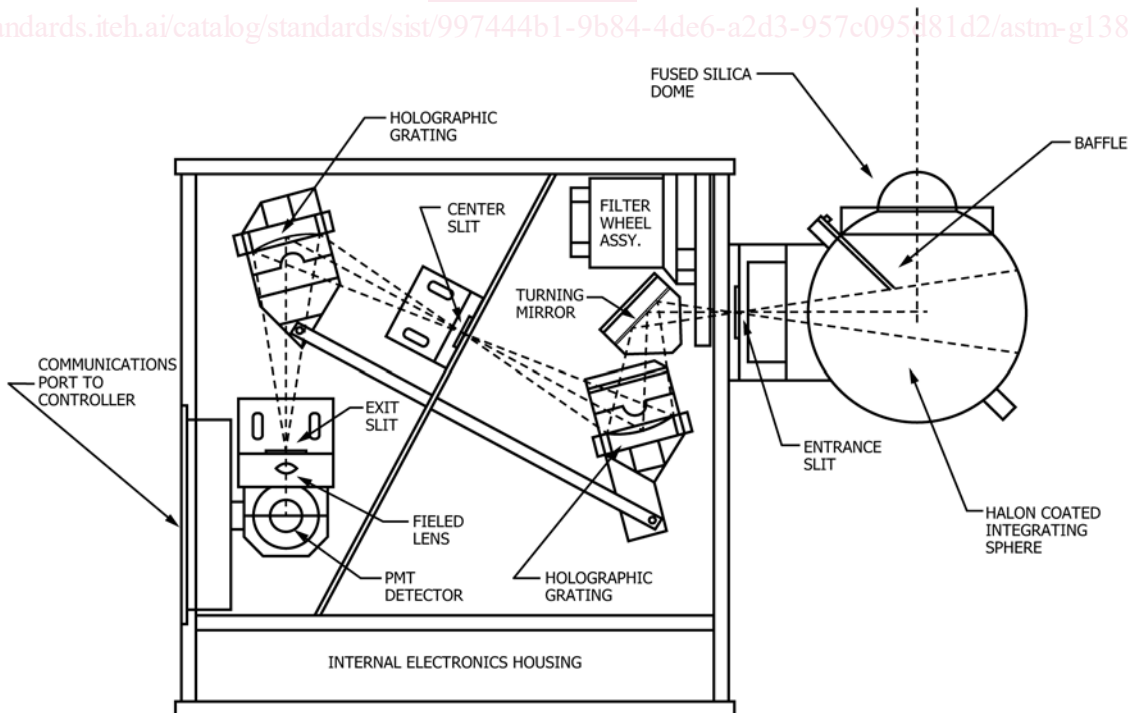 ndards.iteh.ai/catalog/standards/sist/997444b1-9b84-4de6-a2d3-957c095d81d2/astm-g138
FUSED SILICA
DOME
HOLOGRAPHIC
GRATING
BAFFLE
CENTER
SLIT
FILTER
WHEEL
ASSY.
TURNING
MIRROR
COMMUNICATIONS
PORT TO
CONTROLLER
EXIT
SLIT
ENTRANCE
SLIT
HALON COATED
INTEGRATING
SPHERE
FIELED
LENS
PMT
DETECTOR
HOLOGRAPHIC
GRATING
INTERNAL ELECTRONICS HOUSING